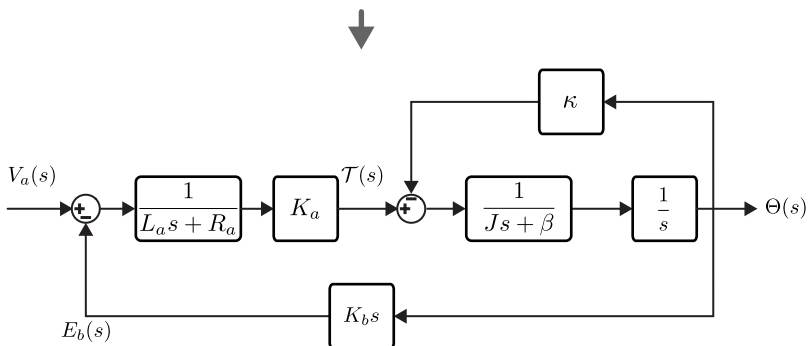 κ
V_a(s)
+
−
1
L_a s + R_a
K_a
𝒯(s)
−
+
1
Js + β
1
s
Θ(s)
K_b s
E_b(s)